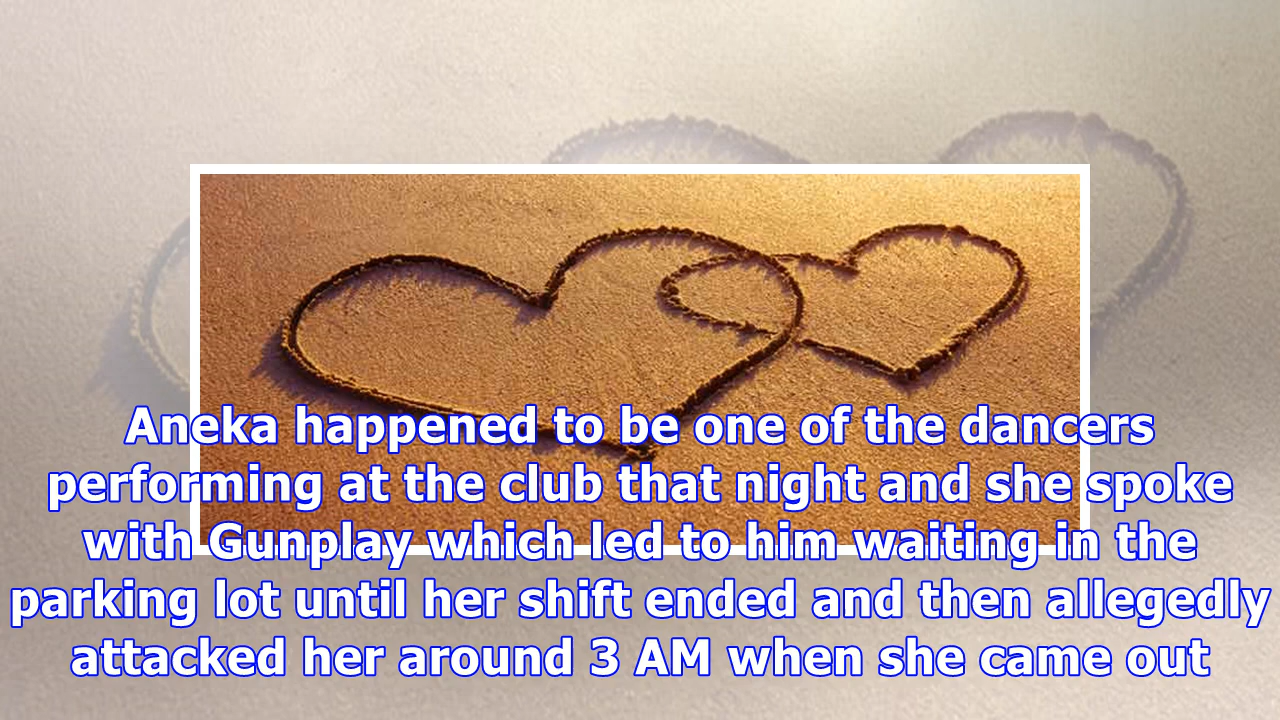 Aneka happened to be one of the dancers
performing at the club that night and she spoke
with Gunplay which led to him waiting in the
parking lot until her shift ended and then allegedly
attacked her around 3 AM when she came out